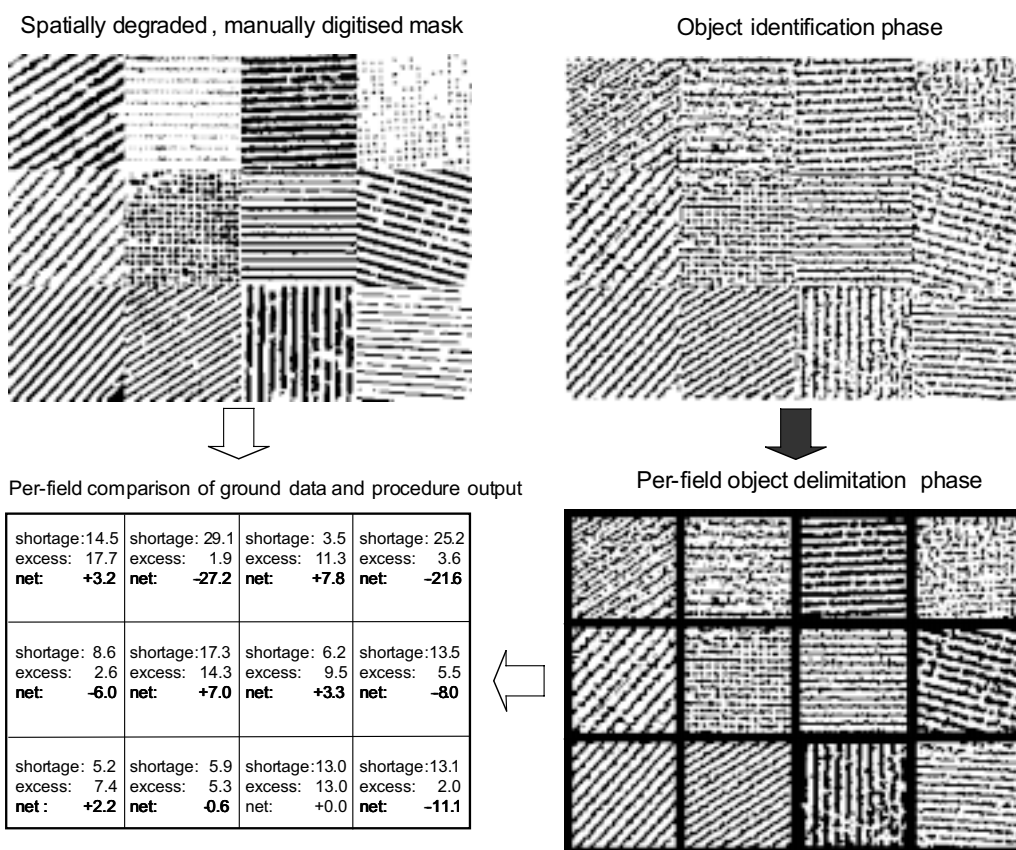 Spatially degraded , manually digitised mask
Object identification phase
Per-field comparison of ground data and procedure output
Per-field object delimitation phase
shortage:14.5 shortage: 29.1 shortage: 3.5 shortage: 25.2
excess: 17.7 excess: 1.9 excess: 11.3 excess: 3.6
net: +3.2 net: –27.2 net: +7.8 net: –21.6
shortage: 8.6 shortage:17.3 shortage: 6.2 shortage:13.5
excess: 2.6 excess: 14.3 excess: 9.5 excess: 5.5
net: –6.0 net: +7.0 net: +3.3 net: –8.0
shortage: 5.2 shortage: 5.9 shortage:13.0 shortage:13.1
excess: 7.4 excess: 5.3 excess: 13.0 excess: 2.0
net : +2.2 net: -0.6 net: +0.0 net: –11.1